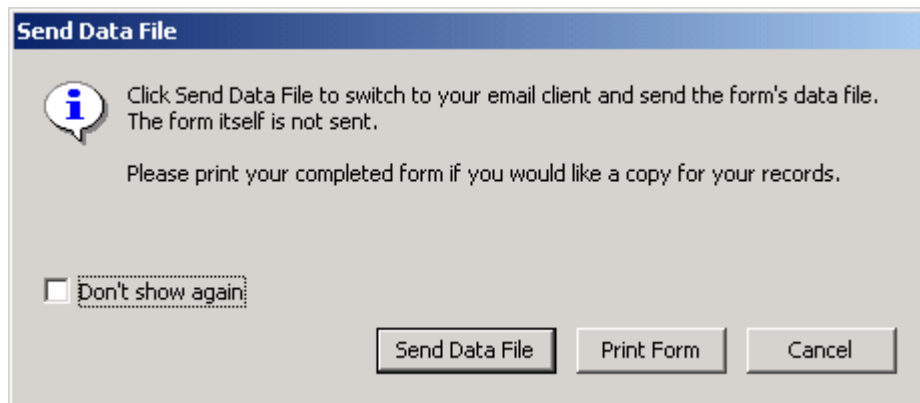 Send Data File
Click Send Data File to switch to your email client and send the form's data file.
The form itself is not sent.
Please print your completed form if you would like a copy for your records.
Don't show again
Send Data File
Print Form
Cancel